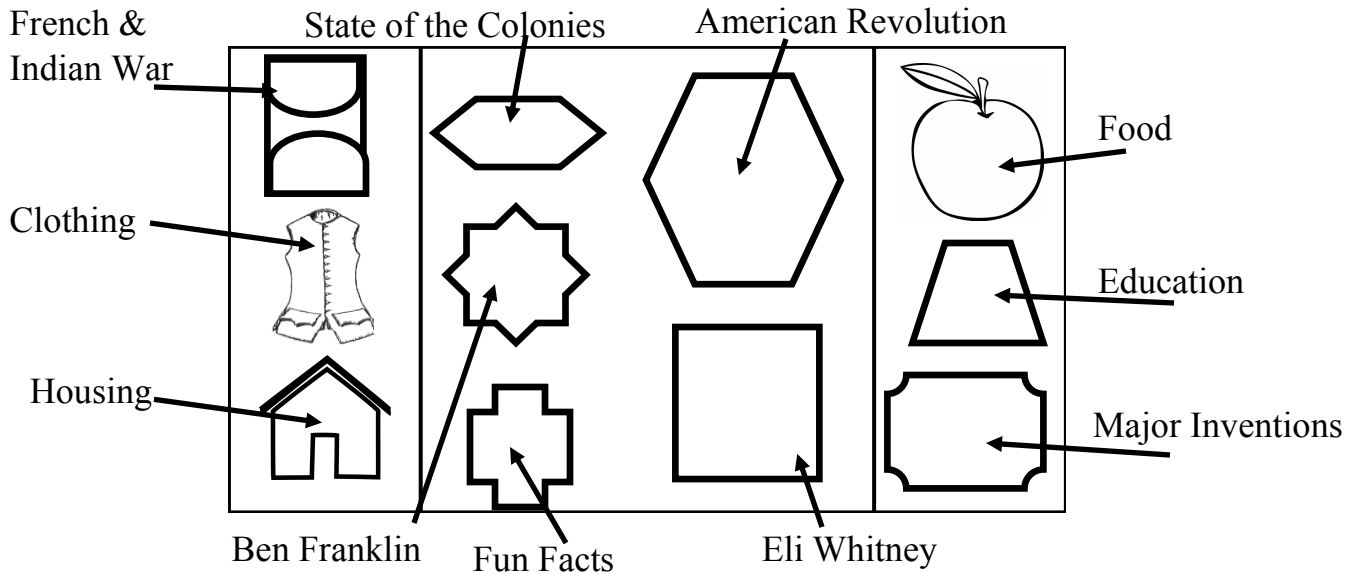 French &
Indian War
State of the Colonies
American Revolution
Food
Clothing
Education
Housing
Major Inventions
Ben Franklin
Fun Facts
Eli Whitney